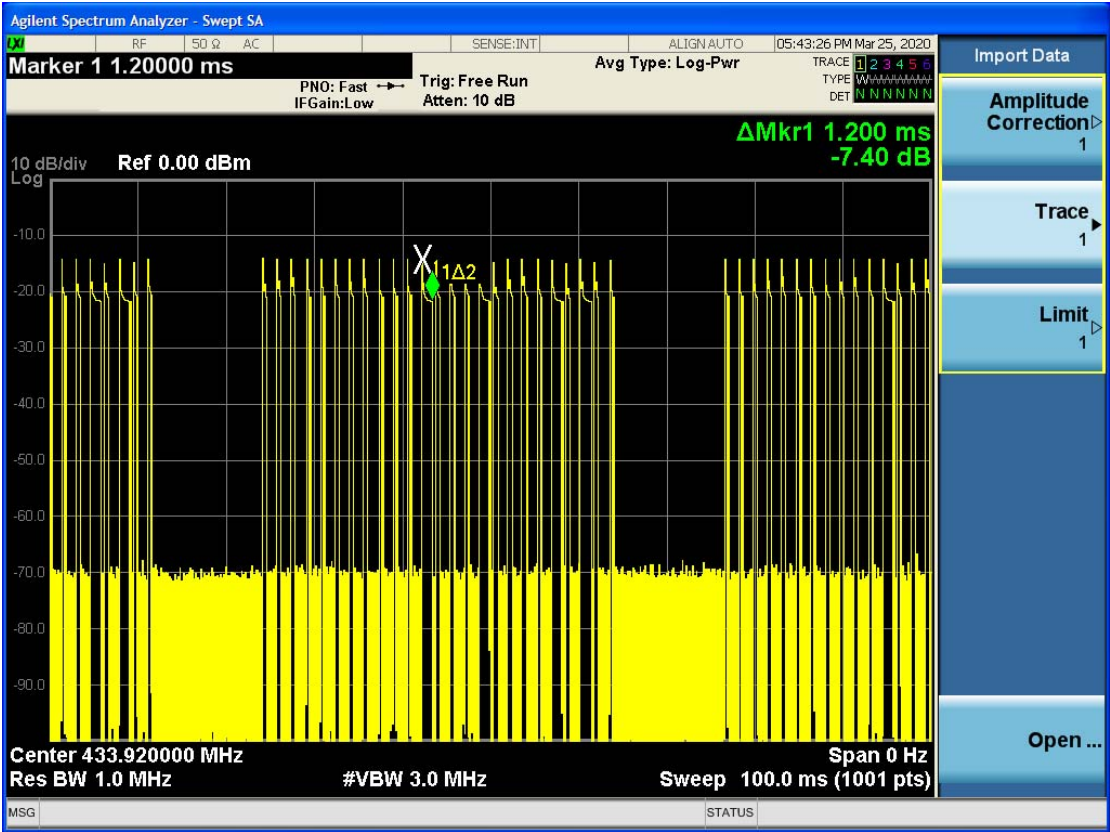 Agilent Spectrum Analyzer - Swept SA
LXI RF 50 Ω AC SENSE:INT ALIGN AUTO 05:43:26 PM Mar 25, 2020
Marker 1 1.20000 ms
PNO: Fast
IFGain:Low
Trig: Free Run
Atten: 10 dB
Avg Type: Log-Pwr
TRACE 1 2 3 4 5 6
TYPE W
DET N N N N N N
Import Data
Amplitude
Correction
1
Trace
1
Limit
1
Open ...
ΔMkr1 1.200 ms
-7.40 dB
10 dB/div Ref 0.00 dBm
Log
-10.0
X
1Δ2
-20.0
-30.0
-40.0
-50.0
-60.0
-70.0
-80.0
-90.0
Center 433.920000 MHz Span 0 Hz
Res BW 1.0 MHz #VBW 3.0 MHz Sweep 100.0 ms (1001 pts)
MSG STATUS